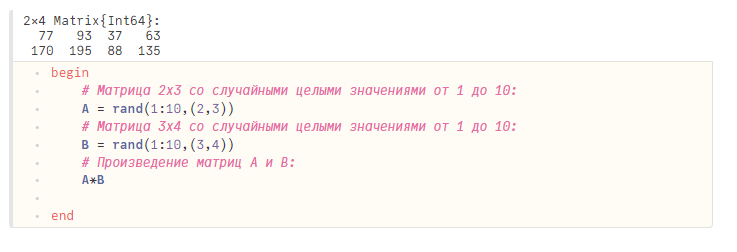 2×4 Matrix{Int64}:
77 93 37 63
170 195 88 135
begin
# Матрица 2x3 со случайными целыми значениями от 1 до 10:
A = rand(1:10,(2,3))
# Матрица 3x4 со случайными целыми значениями от 1 до 10:
B = rand(1:10,(3,4))
# Произведение матриц A и B:
A*B
end